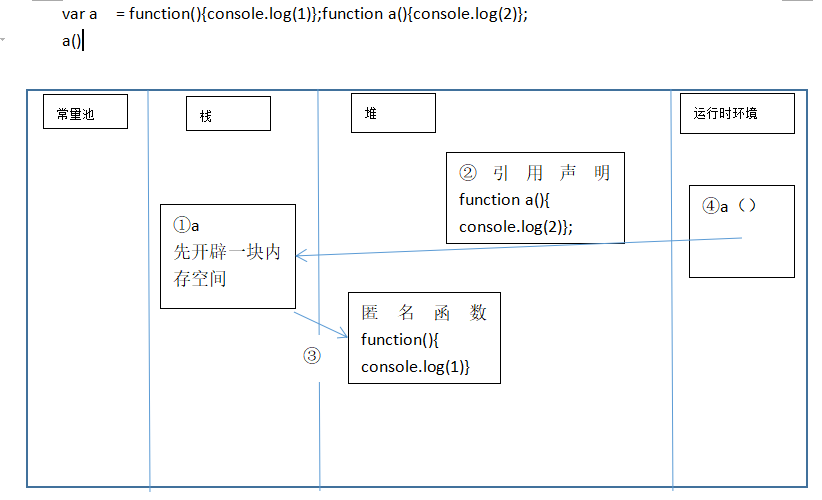 var a = function(){console.log(1)};function a(){console.log(2)};
a()
常量池
栈
堆
运行时环境
②引用声明
function a(){
console.log(2)};
④a（）
①a
先开辟一块内
存空间
匿名函数
function(){
console.log(1)}
③